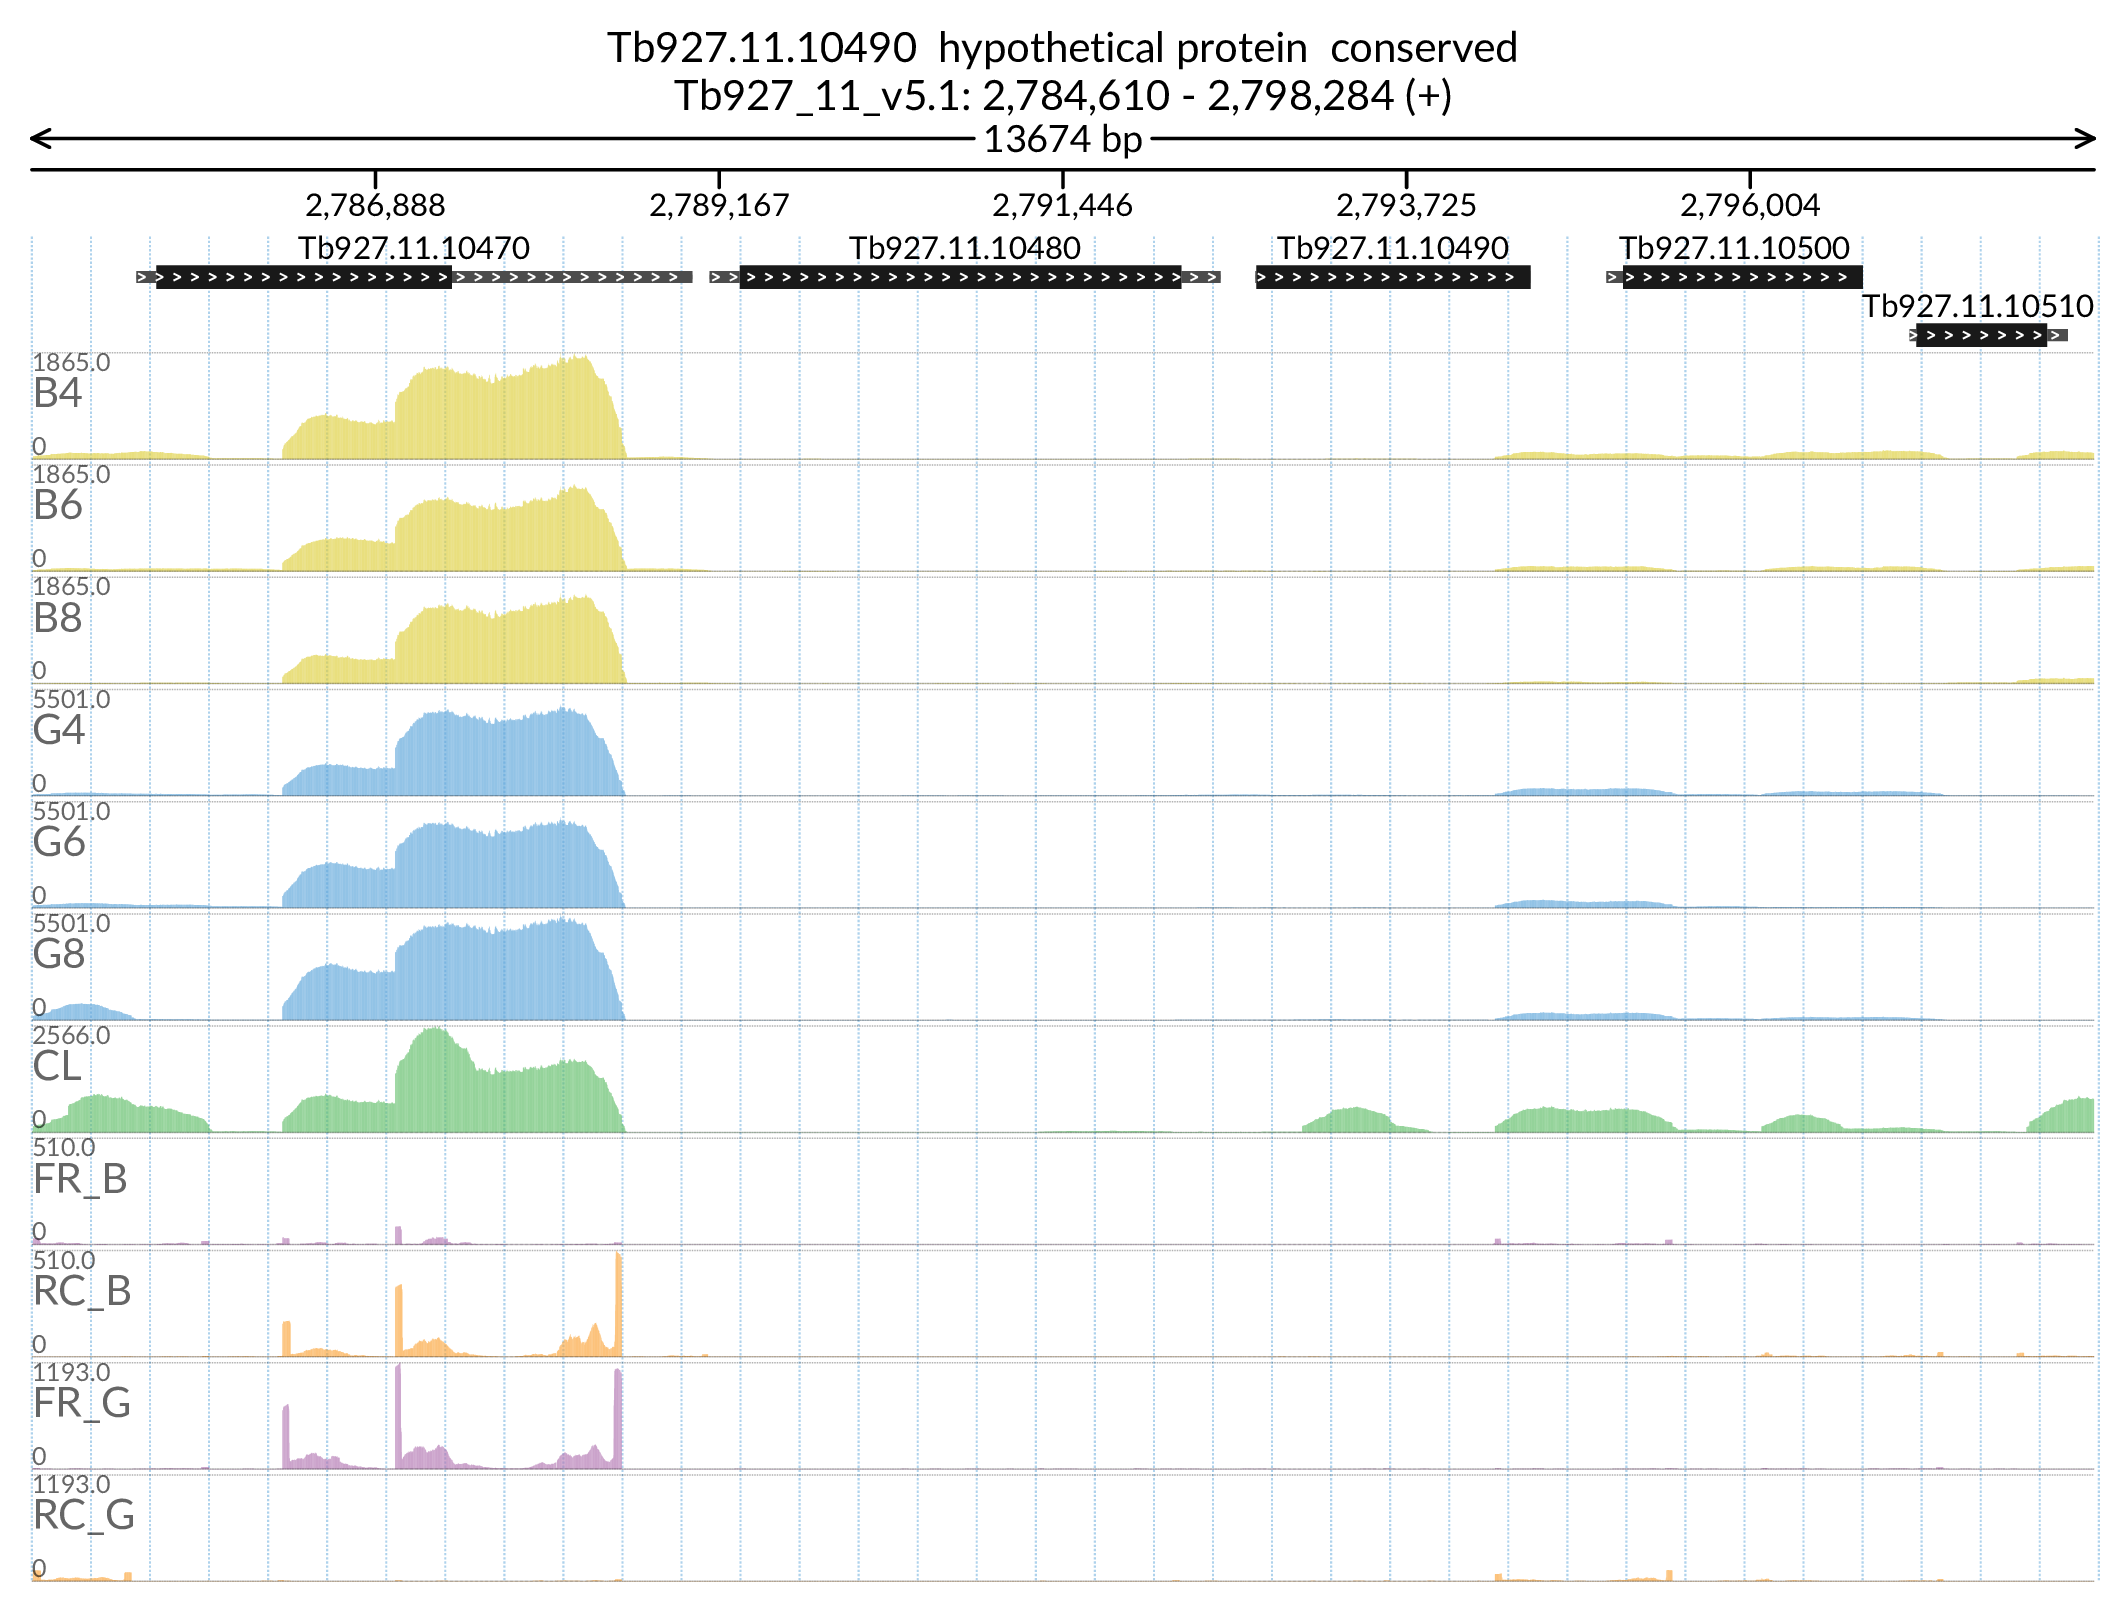 Tb927.11.10490 hypothetical protein conserved
Tb927_11_v5.1: 2,784,610 - 2,798,284 (+)
13674 bp
2,786,888 2,789,167 2,791,446 2,793,725 2,796,004
Tb927.11.10470 Tb927.11.10480 Tb927.11.10490 Tb927.11.10500
Tb927.11.10510
1865.0
B4
0
1865.0
B6
0
1865.0
B8
0
5501.0
G4
0
5501.0
G6
0
5501.0
G8
0
2566.0
CL
0
510.0
FR_B
0
510.0
RC_B
0
1193.0
FR_G
0
1193.0
RC_G
0